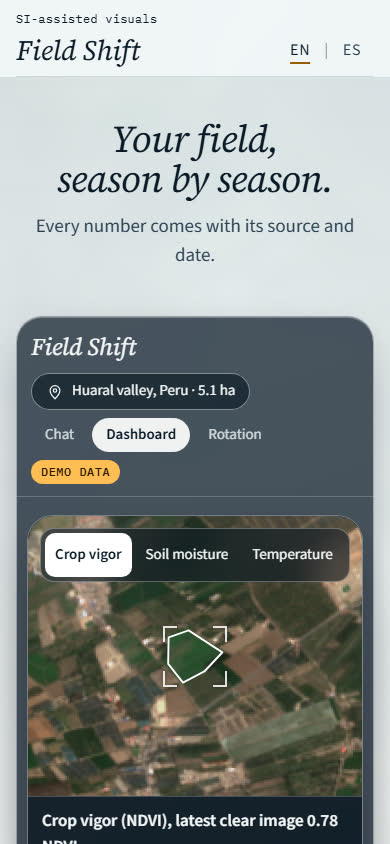 SI-assisted visuals
Field Shift
EN | ES
Your field,
season by season.
Every number comes with its source and
date.
Field Shift
Huaral valley, Peru · 5.1 ha
Chat Dashboard Rotation
DEMO DATA
Crop vigor Soil moisture Temperature
Crop vigor (NDVI), latest clear image 0.78
NDVI